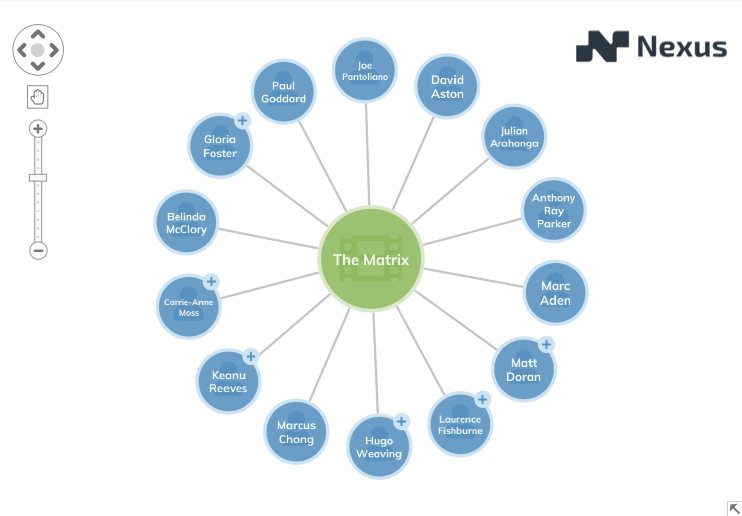 Nexus
Joe
Pantoliano
David
Aston
Paul
Goddard
Julian
Arahanga
Gloria
Foster
Anthony
Ray
Parker
Belinda
McClory
The Matrix
Marc
Aden
Carrie-Anne
Moss
Matt
Doran
Keanu
Reeves
Laurence
Fishburne
Marcus
Chong
Hugo
Weaving